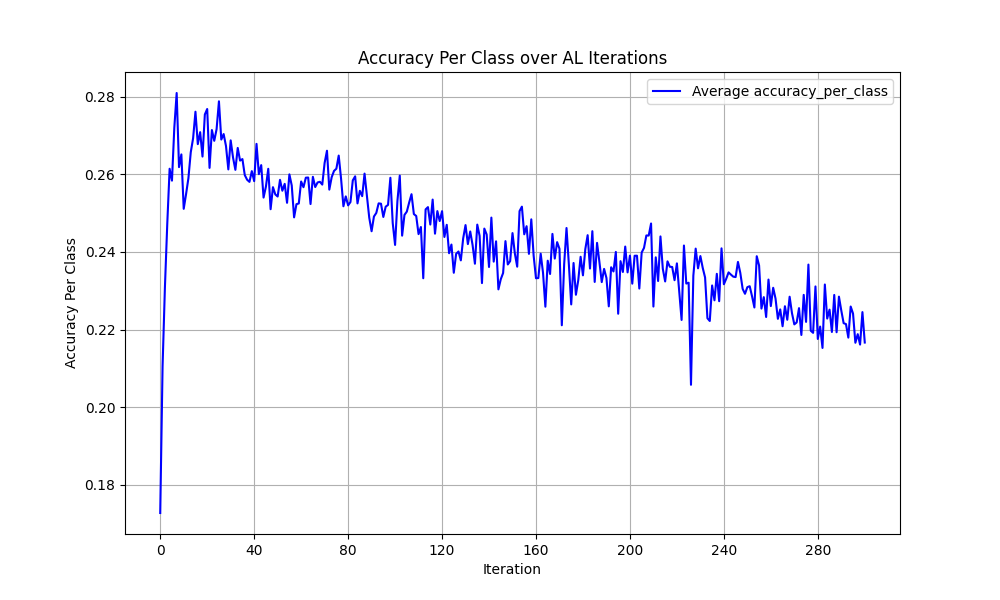 Accuracy Per Class over AL Iterations
Average accuracy_per_class
Accuracy Per Class
0.28
0.26
0.24
0.22
0.20
0.18
0 40 80 120 160 200 240 280
Iteration